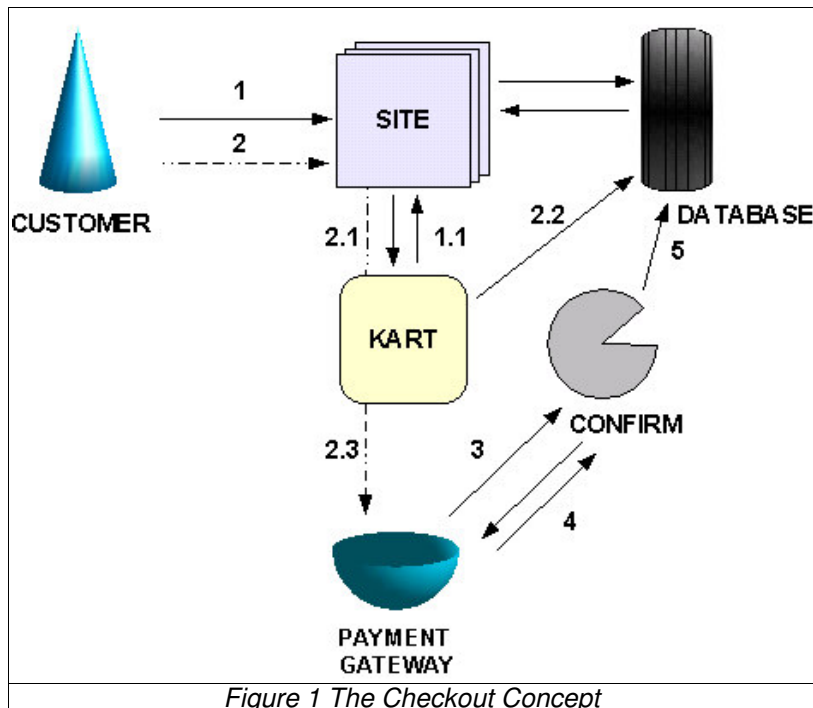 1
SITE
2
CUSTOMER
2.1
1.1
2.2
DATABASE
5
KART
CONFIRM
2.3
3
4
PAYMENT
GATEWAY
Figure 1 The Checkout Concept